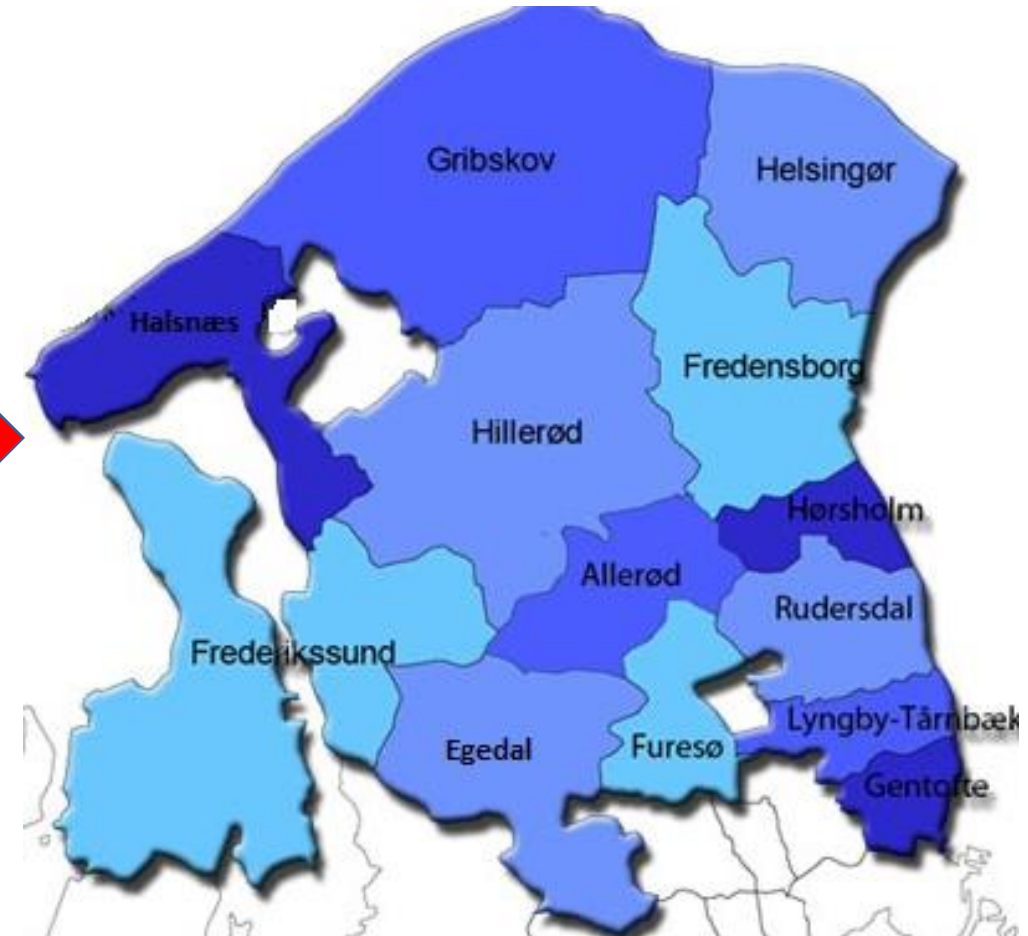 Gribskov
Helsingør
Halsnæs
Fredensborg
Hillerød
Hørsholm
Allerød
Rudersdal
Frederikssund
Lyngby-Tårnbæk
Egedal
Furesø
Gentofte